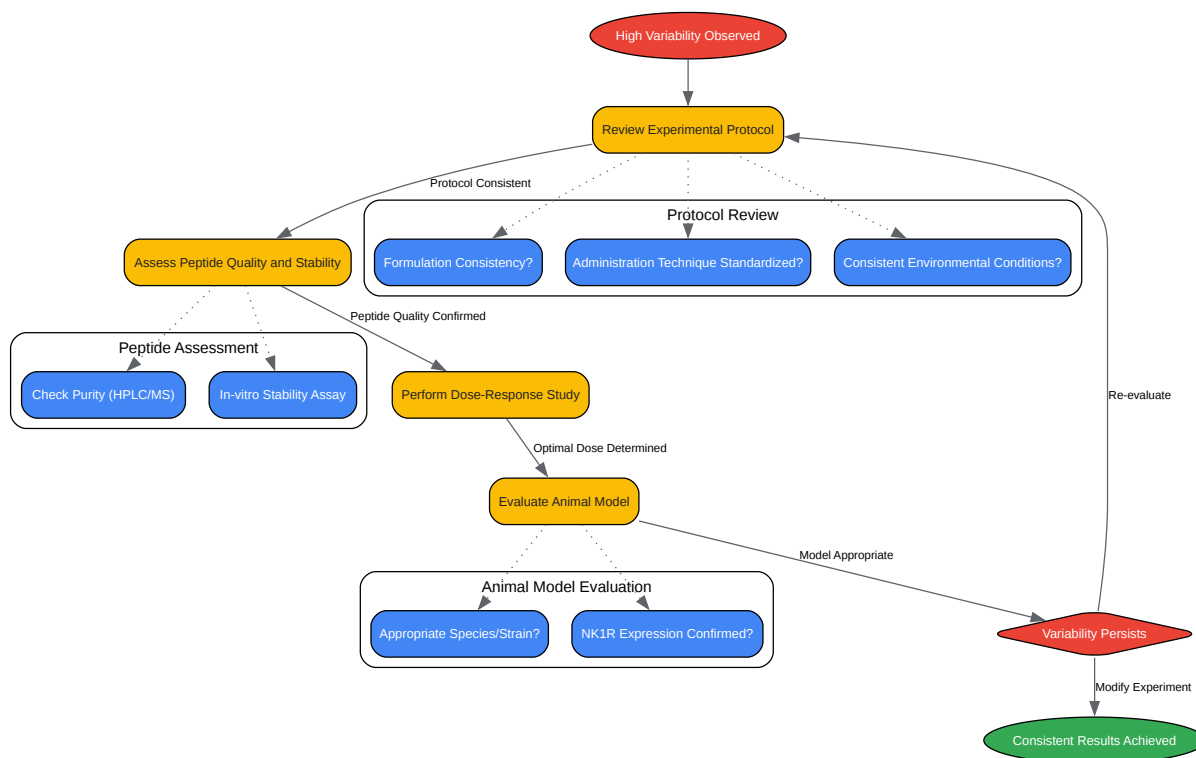 High Variability Observed
Review Experimental Protocol
Protocol Consistent
Protocol Review
Assess Peptide Quality and Stability
Formulation Consistency?
Administration Technique Standardized?
Consistent Environmental Conditions?
Peptide Quality Confirmed
Peptide Assessment
Check Purity (HPLC/MS)
In-vitro Stability Assay
Perform Dose-Response Study
Re-evaluate
Optimal Dose Determined
Evaluate Animal Model
Model Appropriate
Animal Model Evaluation
Appropriate Species/Strain?
NK1R Expression Confirmed?
Variability Persists
Modify Experiment
Consistent Results Achieved